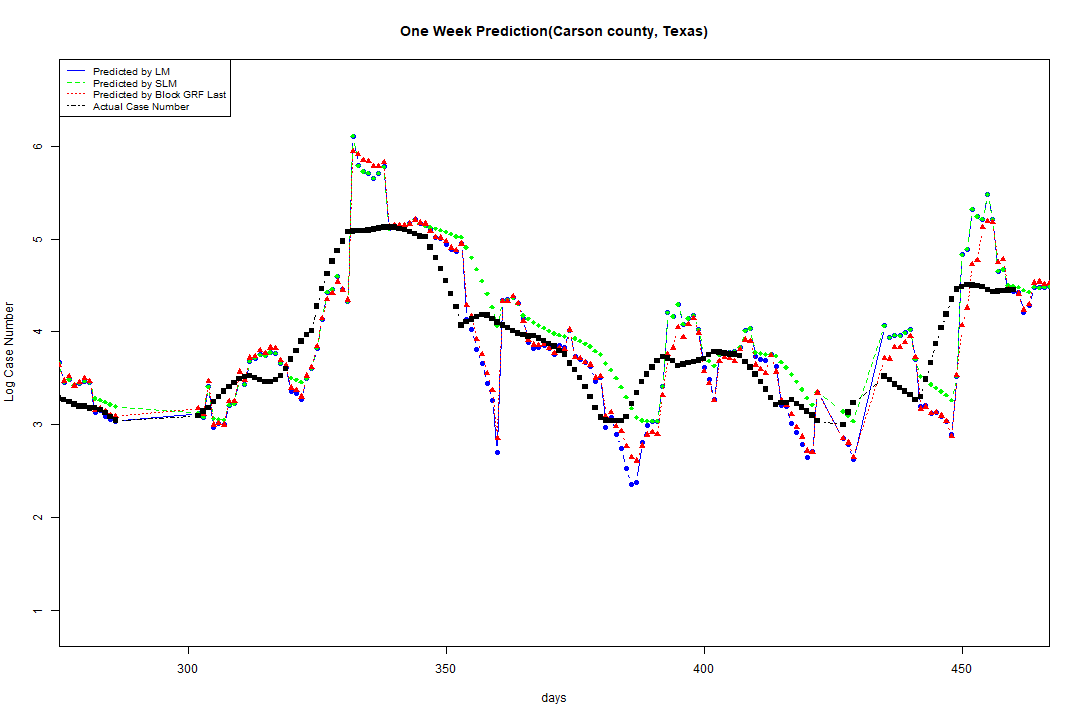 One Week Prediction(Carson county, Texas)
Predicted by LM
Predicted by SLM
Predicted by Block GRF Last
Actual Case Number
6
5
4
3
2
1
Log Case Number
300
350
400
450
days